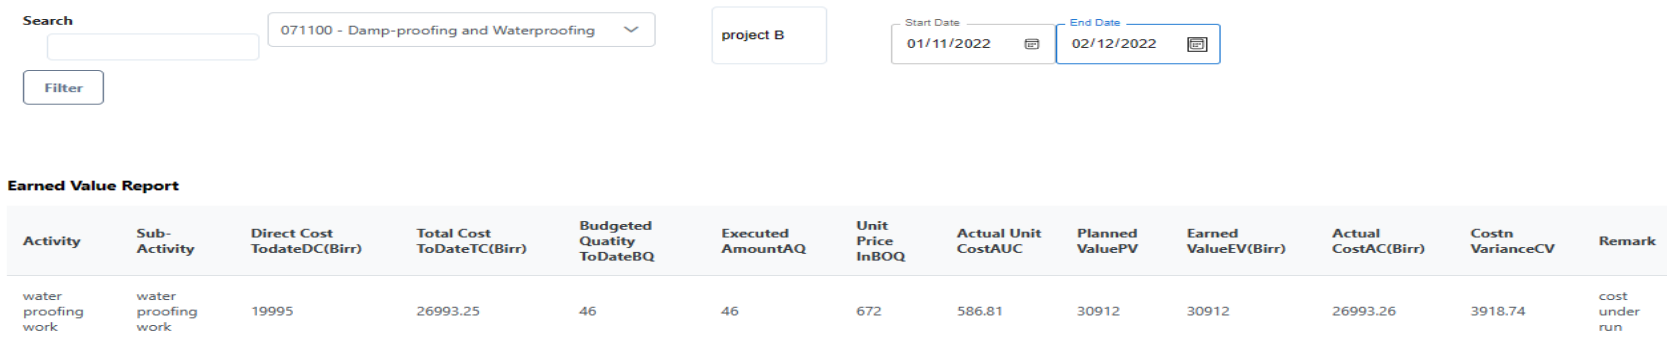 Search
071100 - Damp-proofing and Waterproofing
project B
Start Date
01/11/2022
End Date
02/12/2022
Filter
Earned Value Report
Activity
Sub-
Activity
Direct Cost
TodateDC(Birr)
Total Cost
ToDateTC(Birr)
Budgeted
Quatity
ToDateBQ
Executed
AmountAQ
Unit
Price
InBOQ
Actual Unit
CostAUC
Planned
ValuePV
Earned
ValueEV(Birr)
Actual
CostAC(Birr)
Costn
VarianceCV
Remark
water
proofing
work
water
proofing
work
19995
26993.25
46
46
672
586.81
30912
30912
26993.26
3918.74
cost
under
run